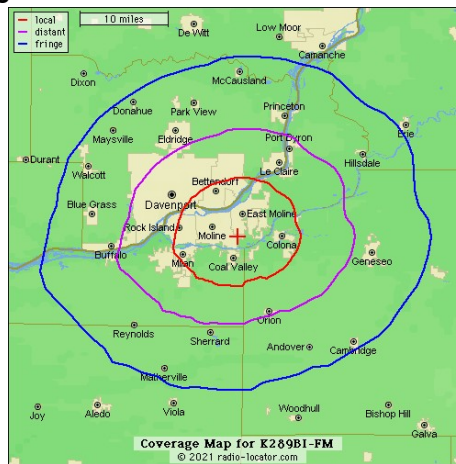 local
distant
fringe
10 miles
De Witt
Low Moor
Camanche
Dixon
McCausland
Donahue
Park View
Princeton
Maysville
Eldridge
Port Byron
Erie
Durant
Walcott
Le Claire
Hillsdale
Bettendorf
Davenport
Blue Grass
East Moline
Rock Island
Moline
Colona
Buffalo
Milan
Coal Valley
Geneseo
Orion
Reynolds
Sherrard
Andover
Cambridge
Matherville
Joy
Aledo
Viola
Woodhull
Bishop Hill
Galva
Coverage Map for K289BI-FM
© 2021 radio-locator.com